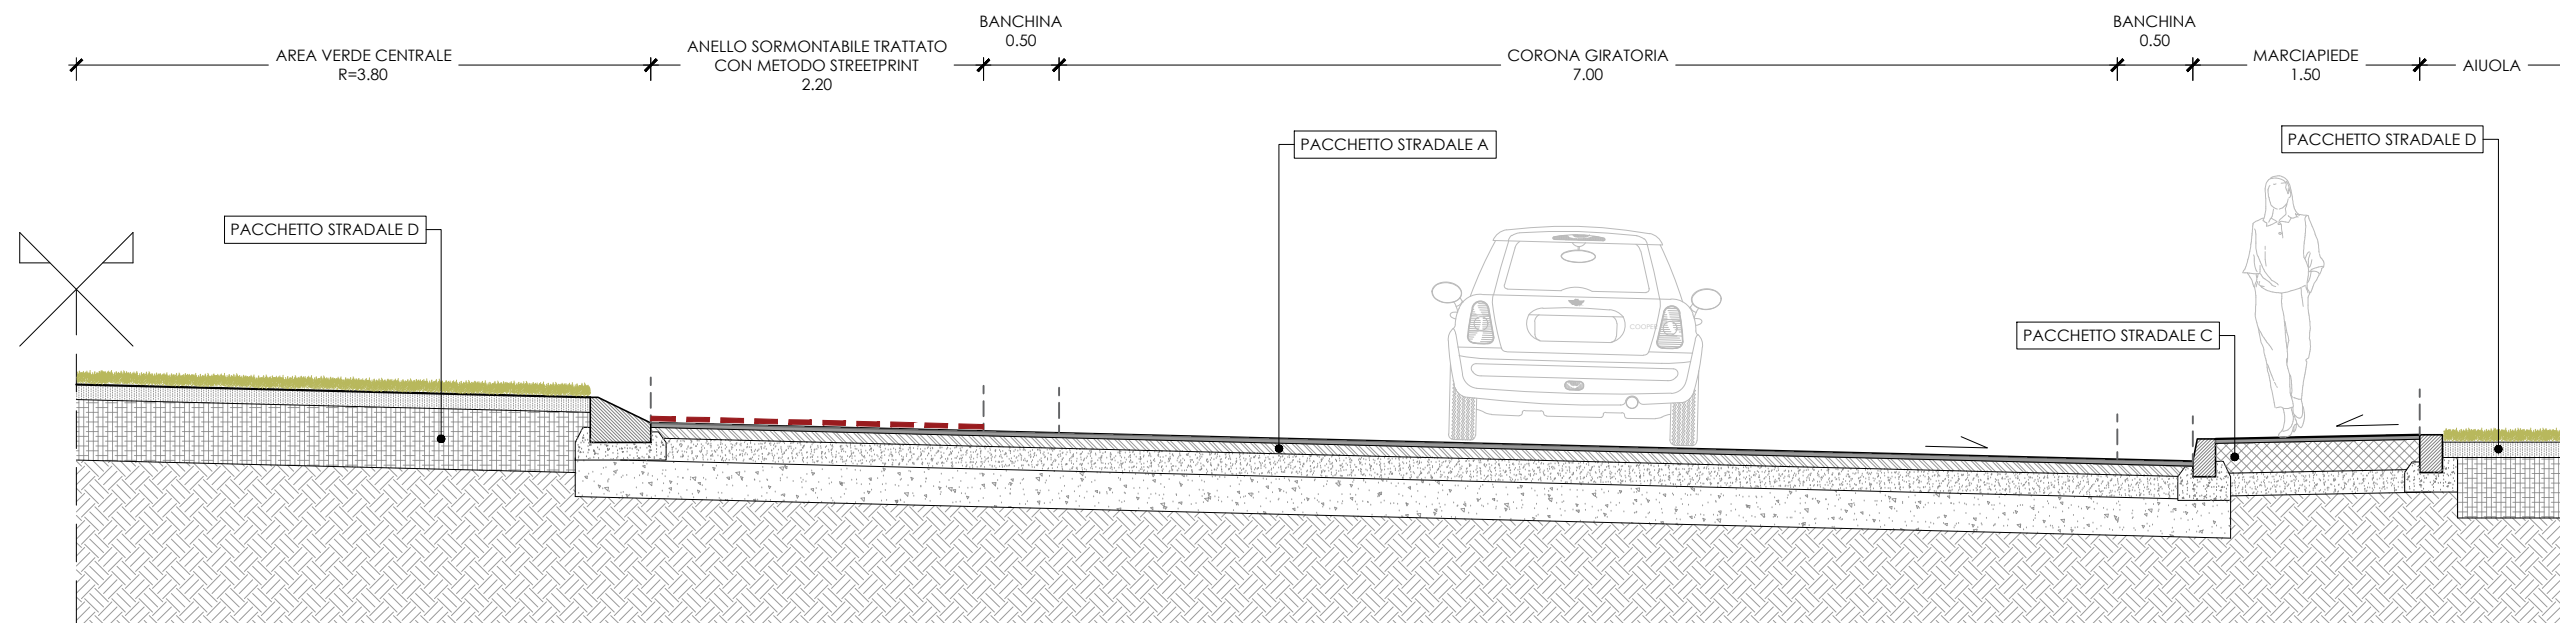 AREA VERDE CENTRALE
R=3.80
ANELLO SORMONTABILE TRATTATO
CON METODO STREETPRINT
2.20
BANCHINA
0.50
CORONA GIRATORIA
7.00
BANCHINA
0.50
MARCIAPIEDE
1.50
AIUOLA
PACCHETTO STRADALE A
PACCHETTO STRADALE D
PACCHETTO STRADALE D
PACCHETTO STRADALE C
COOPER